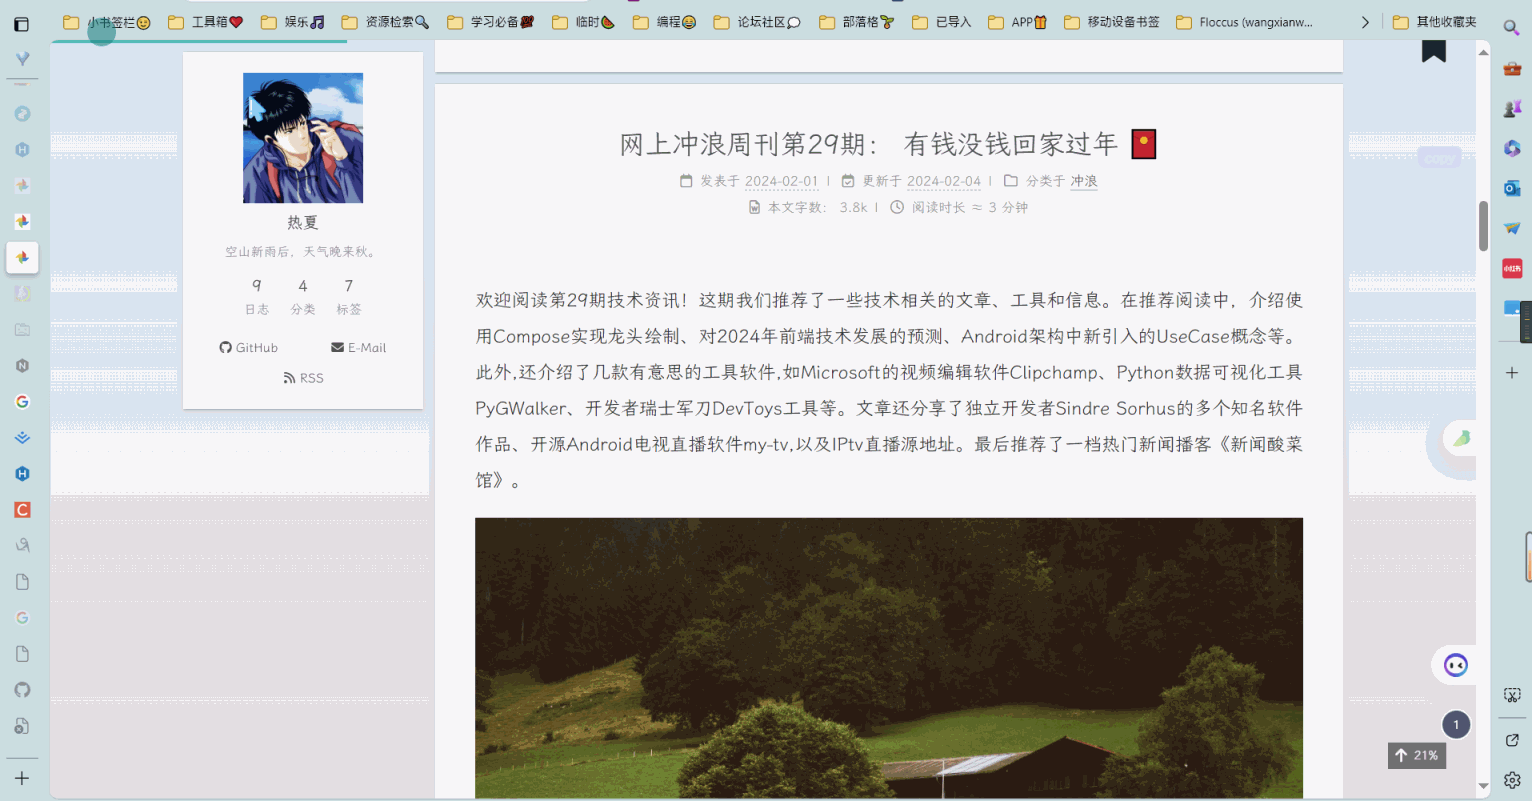 小书签栏 工具箱 娱乐 资源检索 学习必备 临时 编程 论坛社区 部落格 已导入 APP 移动设备书签 Floccus (wangxianw... 其他收藏夹
热夏
空山新雨后，天气晚来秋。
9 4 7
日志 分类 标签
GitHub E-Mail
RSS
网上冲浪周刊第29期： 有钱没钱回家过年
发表于 2024-02-01 | 更新于 2024-02-04 | 分类于 冲浪
本文字数： 3.8k | 阅读时长 ≈ 3 分钟
欢迎阅读第29期技术资讯！这期我们推荐了一些技术相关的文章、工具和信息。在推荐阅读中，介绍使
用Compose实现龙头绘制、对2024年前端技术发展的预测、Android架构中新引入的UseCase概念等。
此外,还介绍了几款有意思的工具软件,如Microsoft的视频编辑软件Clipchamp、Python数据可视化工具
PyGWalker、开发者瑞士军刀DevToys工具等。文章还分享了独立开发者Sindre Sorhus的多个知名软件
作品、开源Android电视直播软件my-tv,以及IPtv直播源地址。最后推荐了一档热门新闻播客《新闻酸菜
馆》。
copy
小红书
1
21%